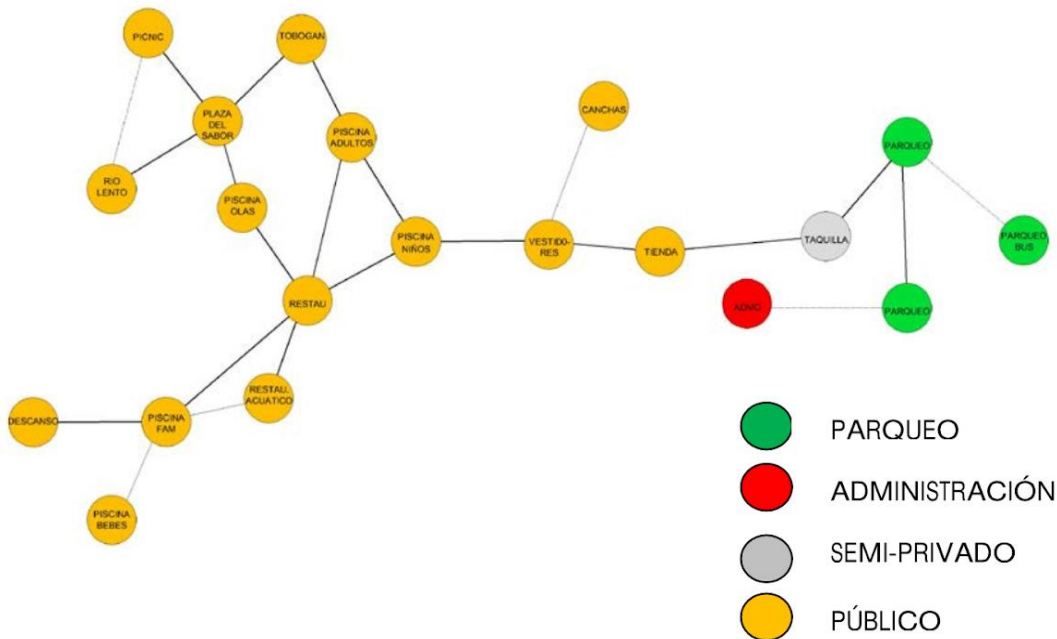 PICNIC
TOBOGAN
PLAZA
DEL
SABOR
PISCINA
ADULTOS
CANCHAS
PARQUEO
RIO
LENTO
PISCINA
OLAS
PISCINA
NIÑOS
VESTIDO-
RES
TIENDA
TAQUILLA
PARQUEO
BUS
RESTAU
ADMO
PARQUEO
RESTAU.
ACUATICO
DESCANSO
PISCINA
FAM
PISCINA
BEBES
PARQUEO
ADMINISTRACIÓN
SEMI-PRIVADO
PÚBLICO